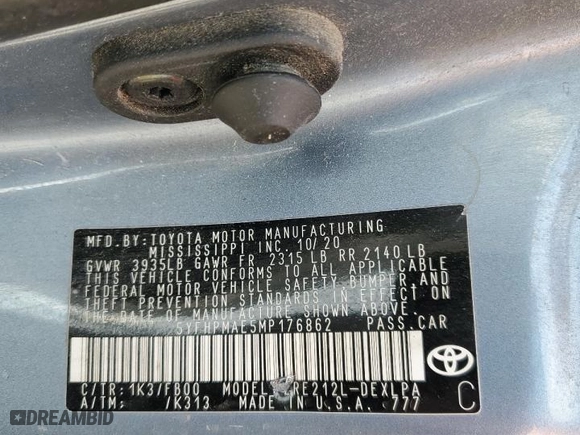 MFD. BY: TOYOTA MOTOR MANUFACTURING
MISSISSIPPI INC. 10/20
GVWR 3935LB GAWR FR 2315 LB RR 2140 LB
THIS VEHICLE CONFORMS TO ALL APPLICABLE
FEDERAL MOTOR VEHICLE SAFETY, BUMPER, AND
THEFT PREVENTION STANDARDS IN EFFECT ON
THE DATE OF MANUFACTURE SHOWN ABOVE.
5YFHPMAE5MP176862 PASS. CAR
C/TR: 1K3/FB00 MODEL: RE212L-DEXLPA
A/TM: /K313 MADE IN U.S.A. 777
C
DREAMBID